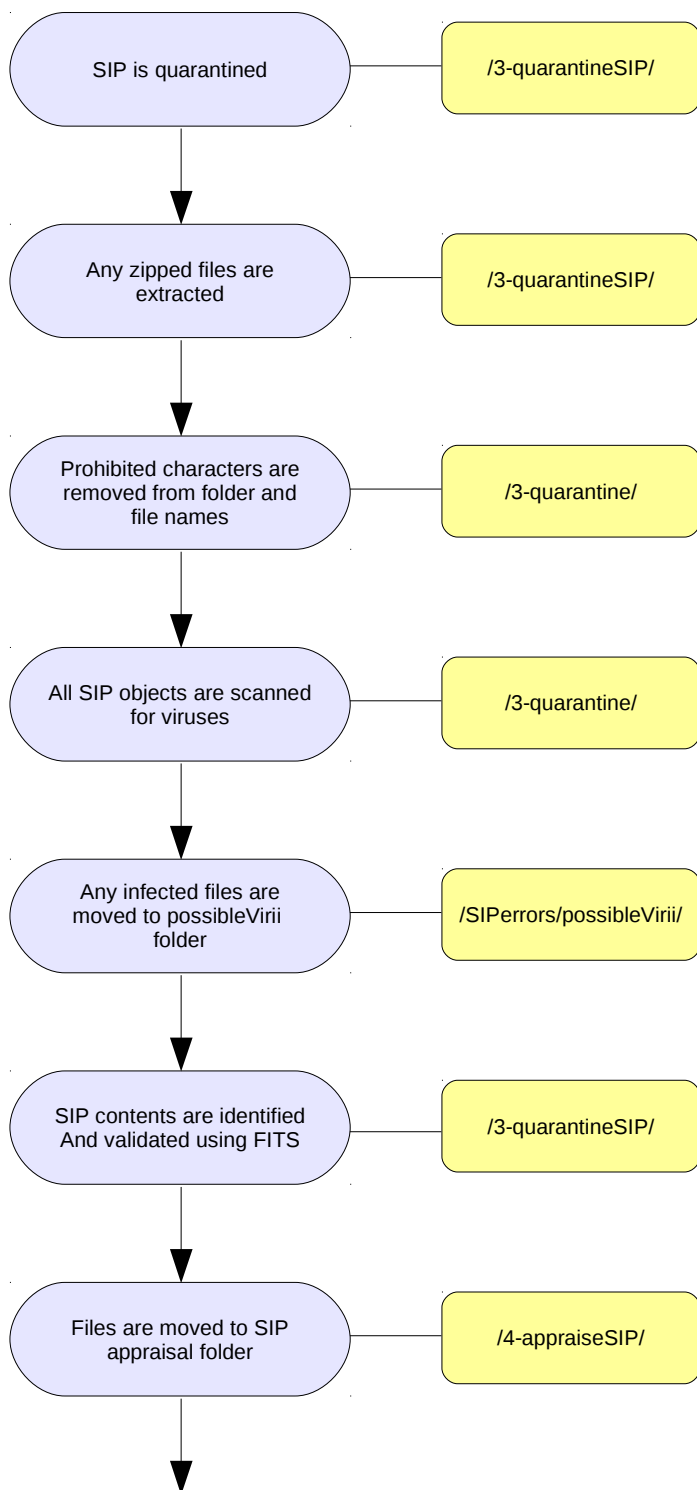 SIP is quarantined
/3-quarantineSIP/
Any zipped files are
extracted
/3-quarantineSIP/
Prohibited characters are
removed from folder and
file names
/3-quarantine/
All SIP objects are scanned
for viruses
/3-quarantine/
Any infected files are
moved to possibleVirii
folder
/SIPerrors/possibleVirii/
SIP contents are identified
And validated using FITS
/3-quarantineSIP/
Files are moved to SIP
appraisal folder
/4-appraiseSIP/